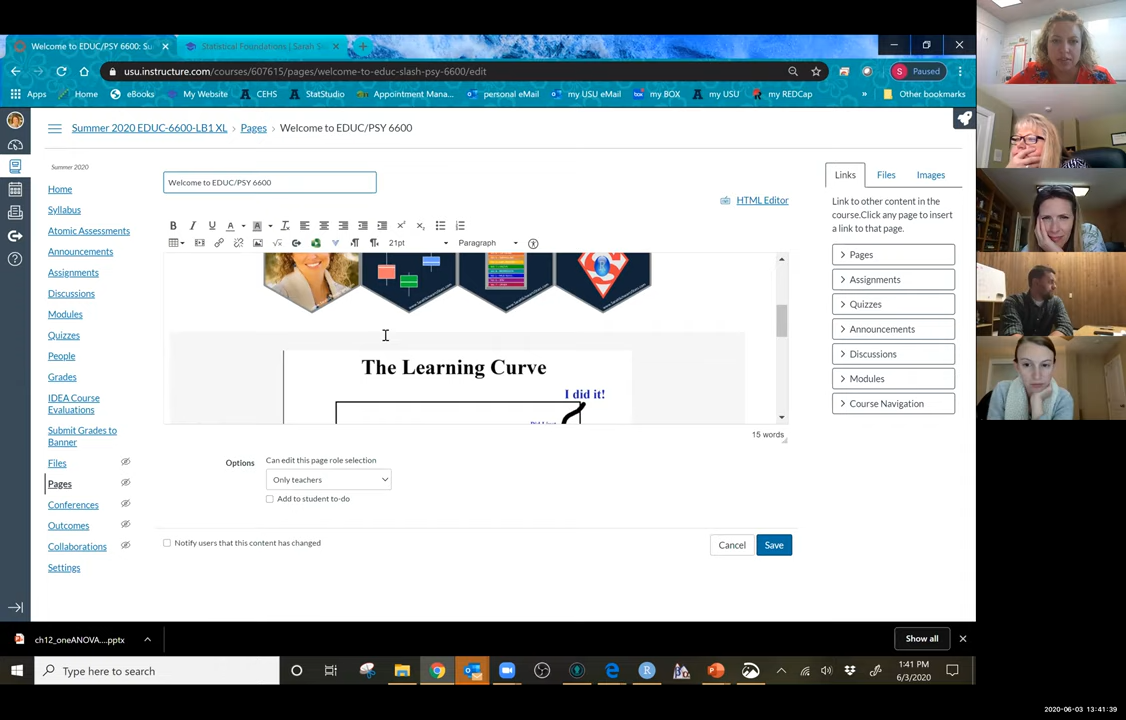 Welcome to EDUC/PSY 6600: Su
Statistical Foundations | Sarah S
usu.instructure.com/courses/607615/pages/welcome-to-educ-slash-psy-6600/edit
S Paused
Apps
Home
eBooks
My Website
CEHS
StatStudio
Appointment Mana...
personal eMail
my USU eMail
my BOX
my USU
my REDCap
»
Other bookmarks
Summer 2020 EDUC-6600-LB1 XL > Pages > Welcome to EDUC/PSY 6600
Summer 2020
Home
Syllabus
Atomic Assessments
Announcements
Assignments
Discussions
Modules
Quizzes
People
Grades
IDEA Course
Evaluations
Submit Grades to
Banner
Files
Pages
Conferences
Outcomes
Collaborations
Settings
Welcome to EDUC/PSY 6600
HTML Editor
B I U A A
21pt
Paragraph
The Learning Curve
I did it!
15 words
Options
Can edit this page role selection
Only teachers
Add to student to-do
Notify users that this content has changed
Cancel
Save
Links
Files
Images
Link to other content in the
course.Click any page to insert
a link to that page.
Pages
Assignments
Quizzes
Announcements
Discussions
Modules
Course Navigation
ch12_oneANOVA....pptx
Show all
Type here to search
1:41 PM
6/3/2020
2020-06-03 13:41:39